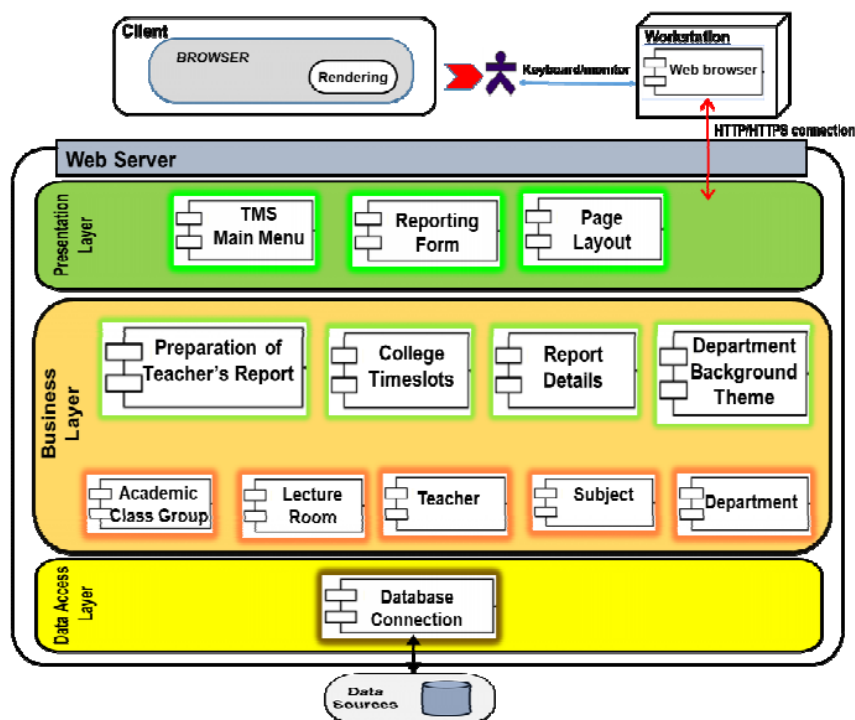 Client
BROWSER
Rendering
Keyboard/monitor
Workstation
Web browser
HTTP/HTTPS connection
Web Server
Presentation
Layer
TMS
Main Menu
Reporting
Form
Page
Layout
Business
Layer
Preparation of
Teacher's Report
College
Timeslots
Report
Details
Department
Background
Theme
Academic
Class Group
Lecture
Room
Teacher
Subject
Department
Data Access
Layer
Database
Connection
Data
Sources